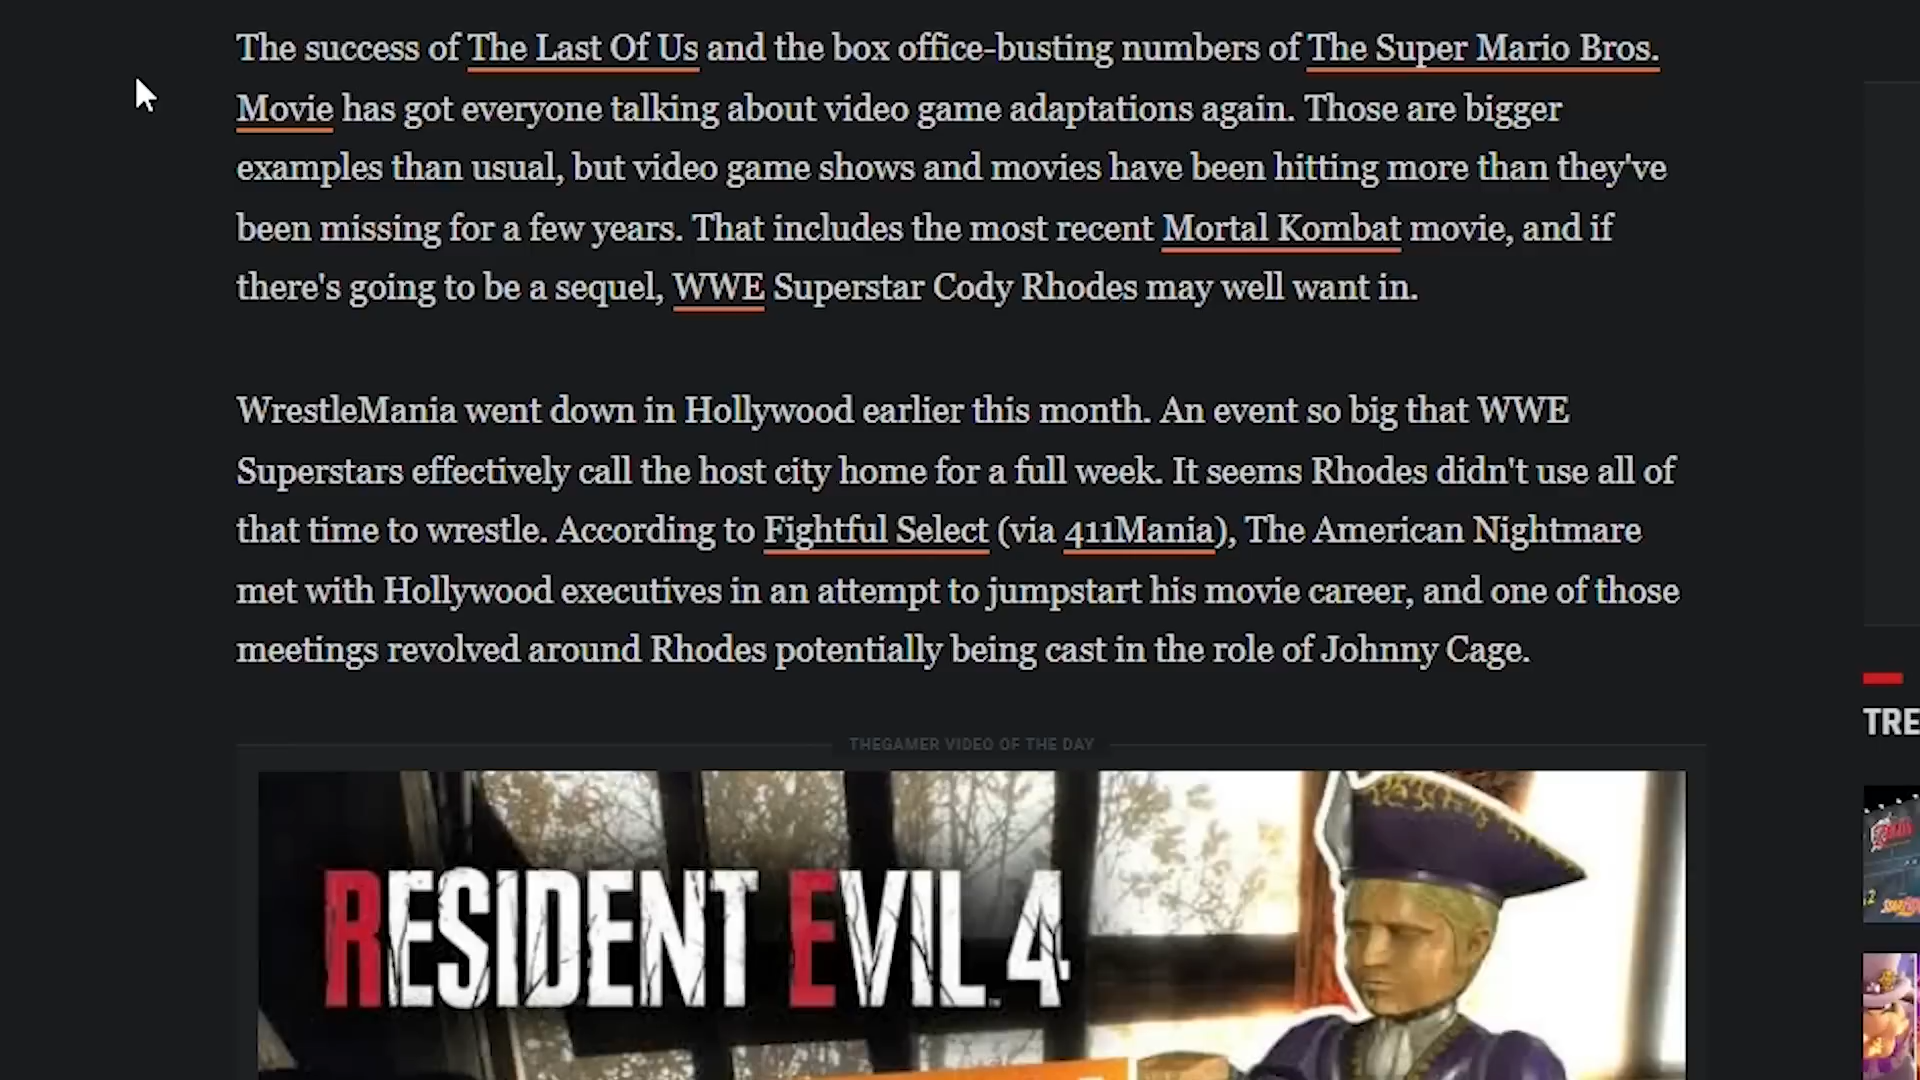 The success of The Last Of Us and the box office-busting numbers of The Super Mario Bros.
Movie has got everyone talking about video game adaptations again. Those are bigger
examples than usual, but video game shows and movies have been hitting more than they've
been missing for a few years. That includes the most recent Mortal Kombat movie, and if
there's going to be a sequel, WWE Superstar Cody Rhodes may well want in.
WrestleMania went down in Hollywood earlier this month. An event so big that WWE
Superstars effectively call the host city home for a full week. It seems Rhodes didn't use all of
that time to wrestle. According to Fightful Select (via 411Mania), The American Nightmare
met with Hollywood executives in an attempt to jumpstart his movie career, and one of those
meetings revolved around Rhodes potentially being cast in the role of Johnny Cage.
TRE
THEGAMER VIDEO OF THE DAY
RESIDENT EVIL 4